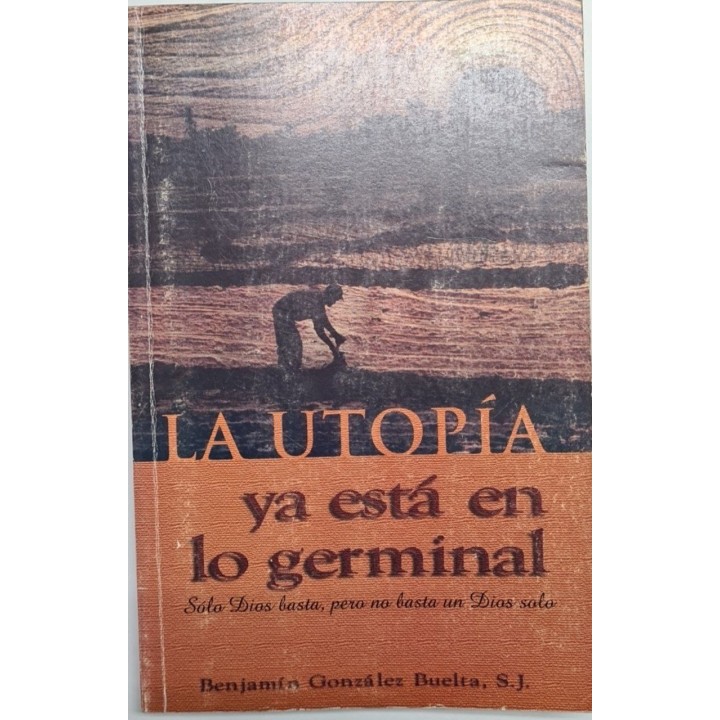 LA UTOPÍA
ya está en
lo germinal
Sólo Dios basta, pero no basta un Dios solo
Benjamín González Buelta, S.J.